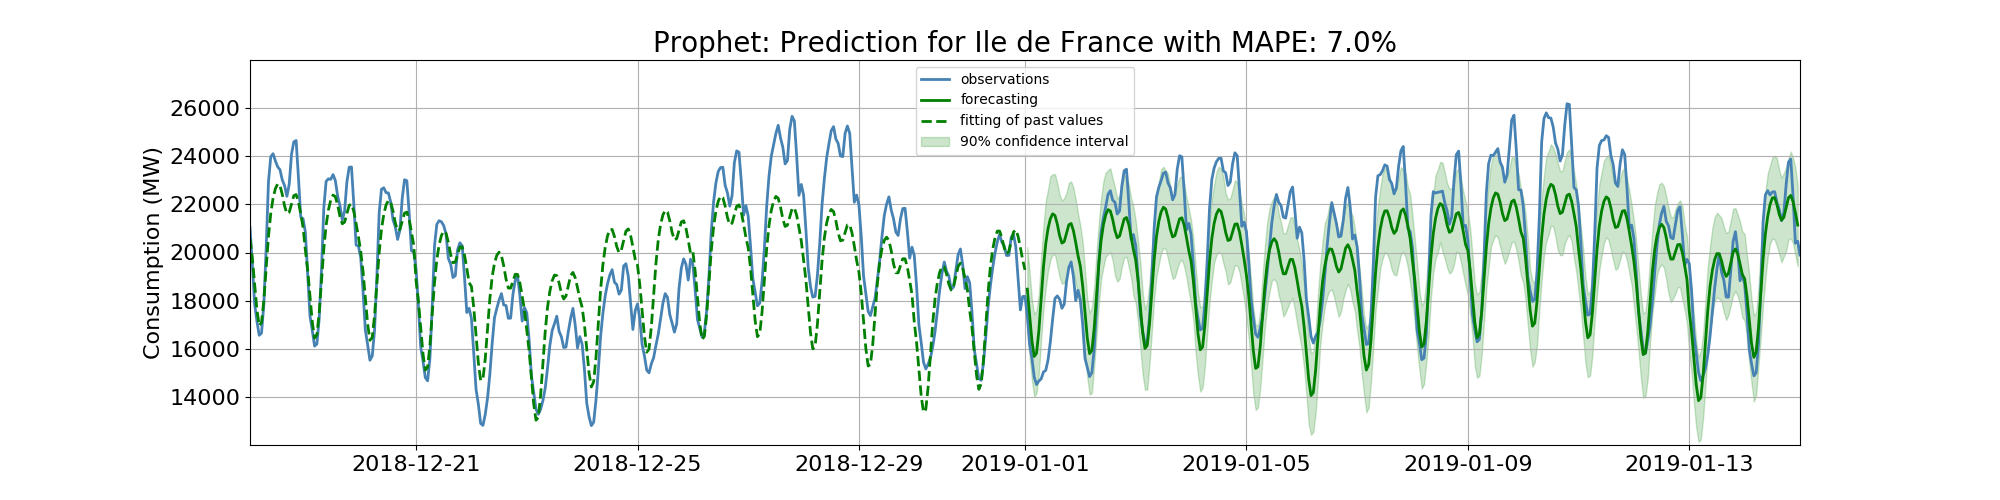 Prophet: Prediction for Ile de France with MAPE: 7.0%
observations
forecasting
fitting of past values
90% confidence interval
Consumption (MW)
26000
24000
22000
20000
18000
16000
14000
2018-12-21
2018-12-25
2018-12-29
2019-01-01
2019-01-05
2019-01-09
2019-01-13